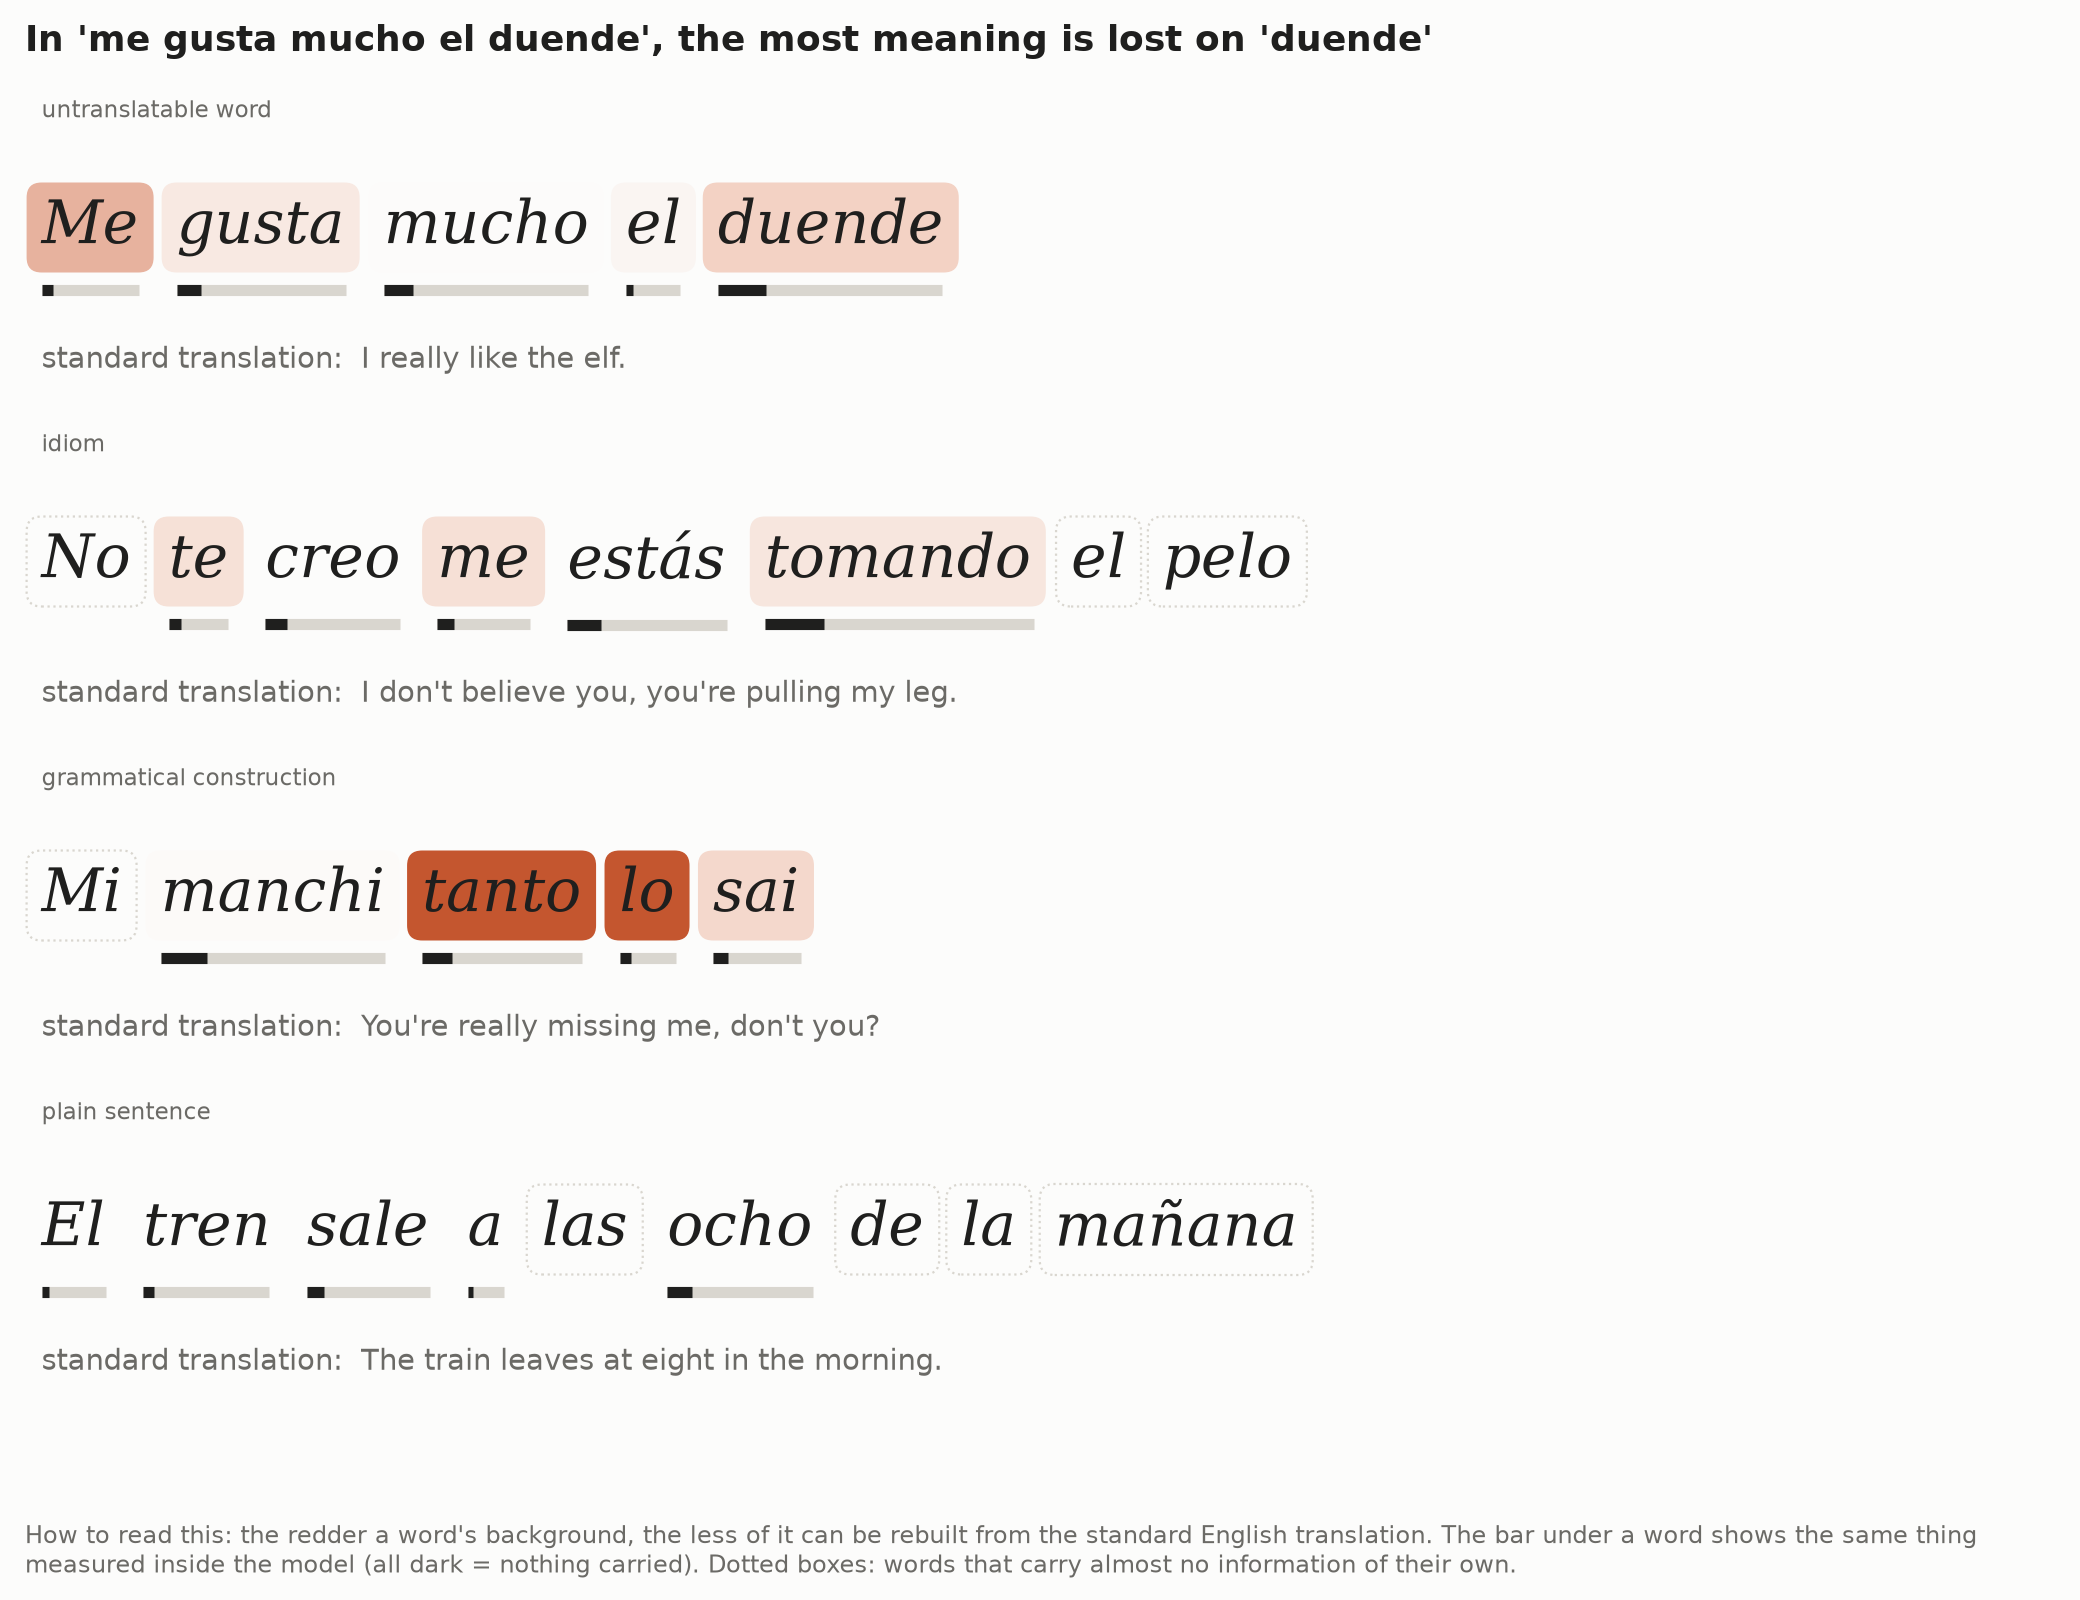 In 'me gusta mucho el duende', the most meaning is lost on 'duende'
untranslatable word
Me gusta mucho el duende
standard translation: I really like the elf.
idiom
No te creo me estás tomando el pelo
standard translation: I don't believe you, you're pulling my leg.
grammatical construction
Mi manchi tanto lo sai
standard translation: You're really missing me, don't you?
plain sentence
El tren sale a las ocho de la mañana
standard translation: The train leaves at eight in the morning.
How to read this: the redder a word's background, the less of it can be rebuilt from the standard English translation. The bar under a word shows the same thing
measured inside the model (all dark = nothing carried). Dotted boxes: words that carry almost no information of their own.